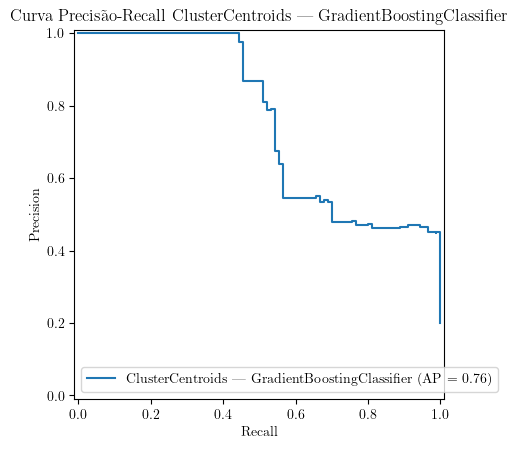 Curva Precisão-Recall ClusterCentroids — GradientBoostingClassifier
1.0
0.8
0.6
0.4
0.2
0.0
Precision
ClusterCentroids — GradientBoostingClassifier (AP = 0.76)
0.0 0.2 0.4 0.6 0.8 1.0
Recall